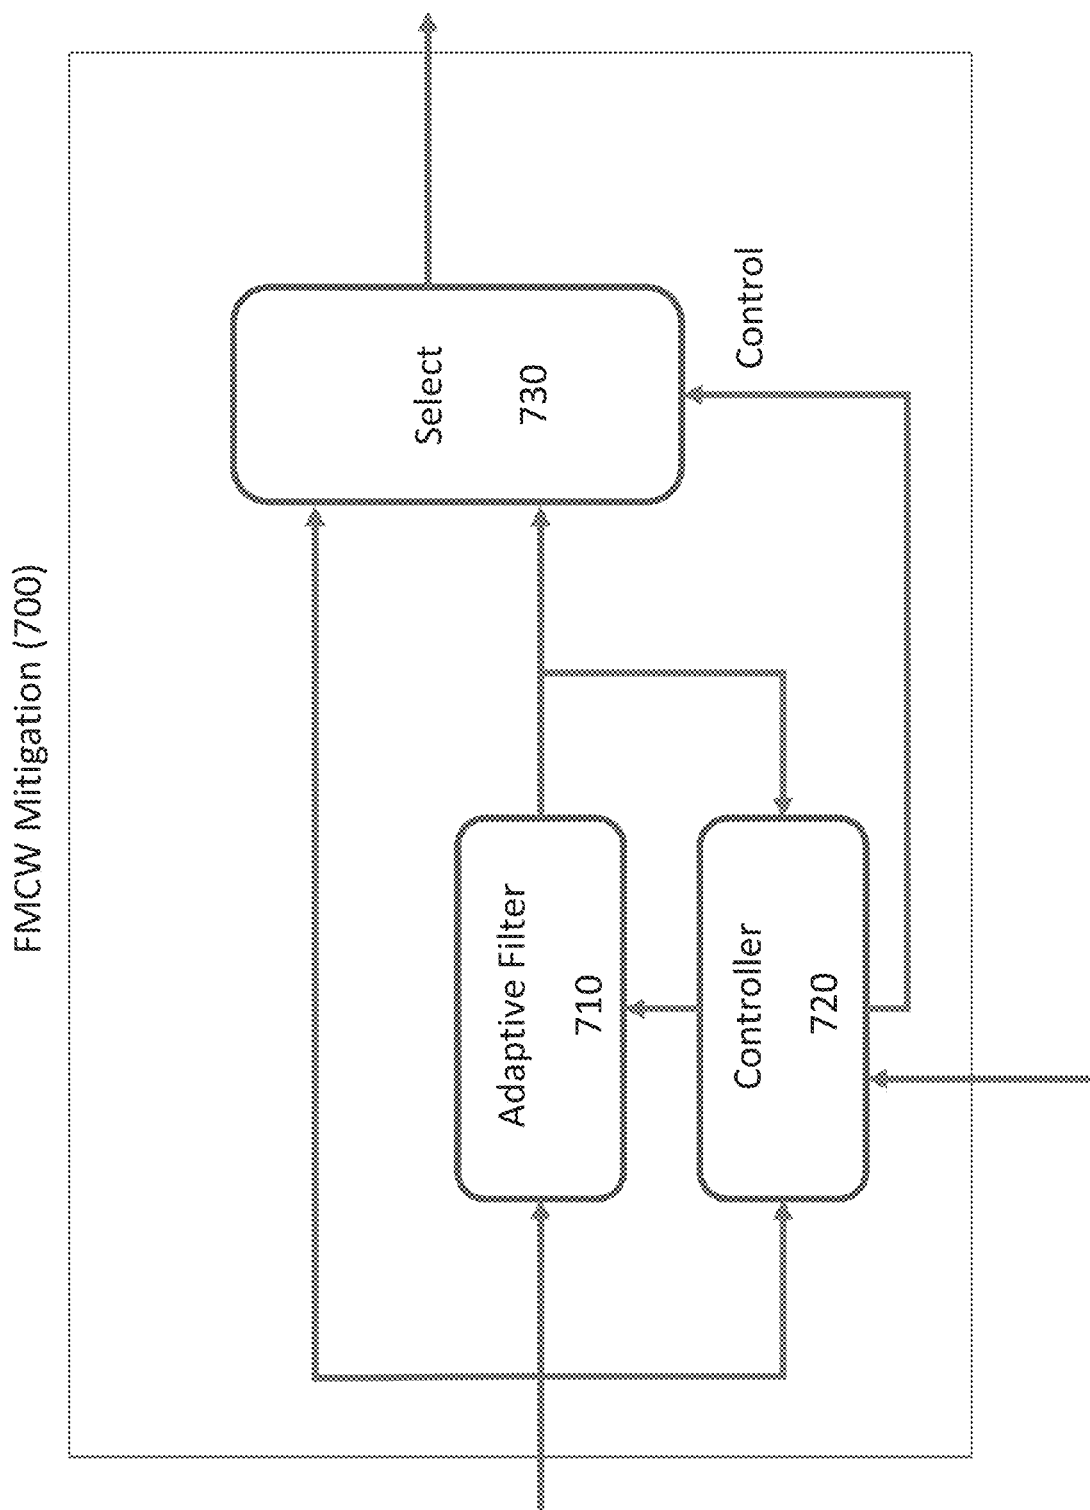 FMCW Mitigation (700)
Adaptive Filter
710
Controller
720
Select
730
Control